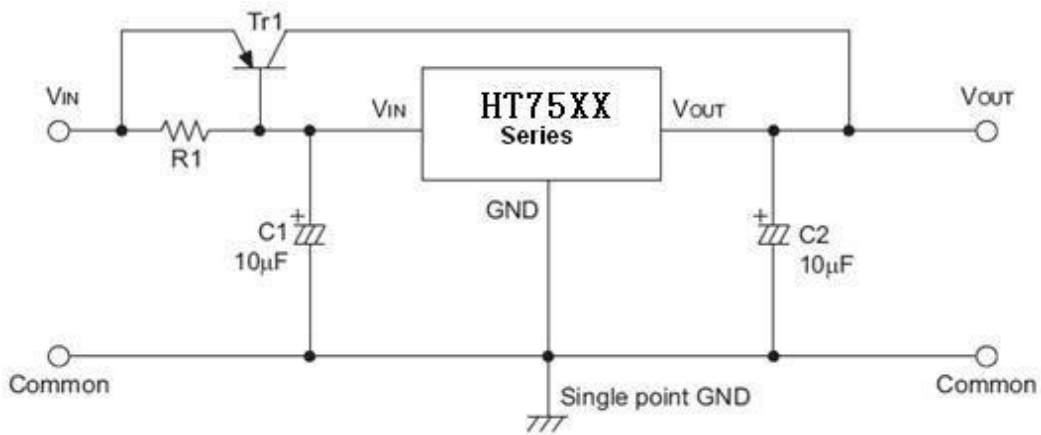 Tr1
VIN
R1
VIN
HT75XX
Series
VOUT
VOUT
GND
+
C1
10μF
+
C2
10μF
Common
Single point GND
Common